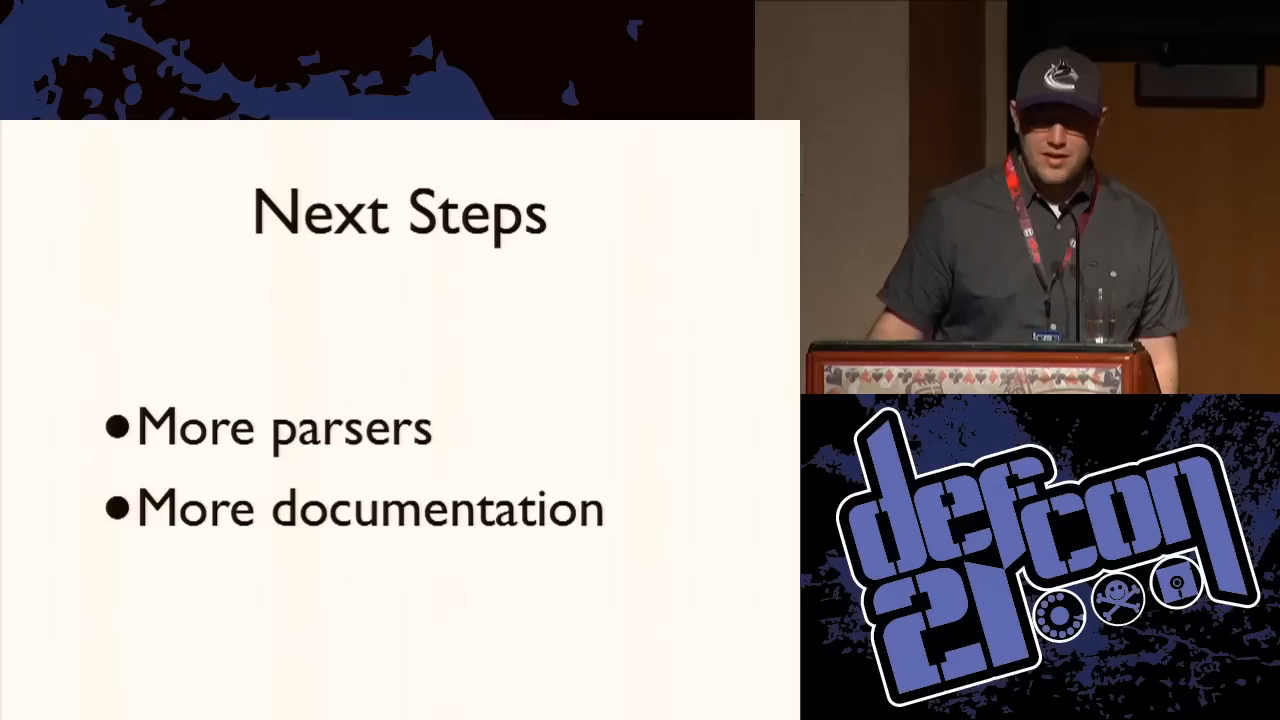 Next Steps
●More parsers
●More documentation
defcon
21